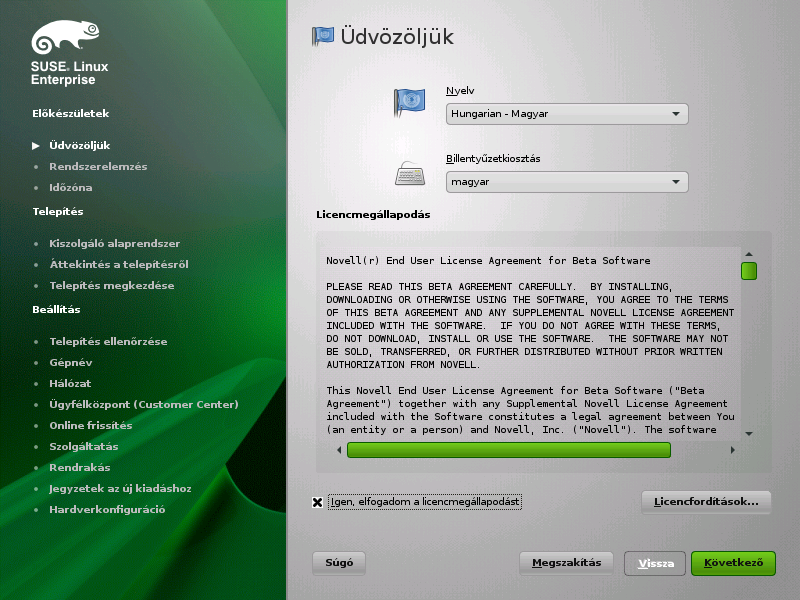 SUSE® Linux
Enterprise
Előkészületek
Üdvözöljük
Rendszerelemzés
Időzóna
Telepítés
Kiszolgáló alaprendszer
Áttekintés a telepítésről
Telepítés megkezdése
Beállítás
Telepítés ellenőrzése
Gépnév
Hálózat
Ügyfélközpont (Customer Center)
Online frissítés
Szolgáltatás
Rendrakás
Jegyzetek az új kiadáshoz
Hardverkonfiguráció
Üdvözöljük
Nyelv
Hungarian - Magyar
Billentyűzetkiosztás
magyar
Licencmegállapodás
Novell(r) End User License Agreement for Beta Software
PLEASE READ THIS BETA AGREEMENT CAREFULLY.  BY INSTALLING,
DOWNLOADING OR OTHERWISE USING THE SOFTWARE, YOU AGREE TO THE TERMS
OF THIS BETA AGREEMENT AND ANY SUPPLEMENTAL NOVELL LICENSE AGREEMENT
INCLUDED WITH THE SOFTWARE.  IF YOU DO NOT AGREE WITH THESE TERMS,
DO NOT DOWNLOAD, INSTALL OR USE THE SOFTWARE.  THE SOFTWARE MAY NOT
BE SOLD, TRANSFERRED, OR FURTHER DISTRIBUTED WITHOUT PRIOR WRITTEN
AUTHORIZATION FROM NOVELL.
This Novell End User License Agreement for Beta Software ("Beta
Agreement") together with any Supplemental Novell License Agreement
included with the Software constitutes a legal agreement between You
(an entity or a person) and Novell, Inc. ("Novell"). The software
Igen, elfogadom a licencmegállapodást
Licencfordítások...
Súgó
Megszakítás
Vissza
Következő